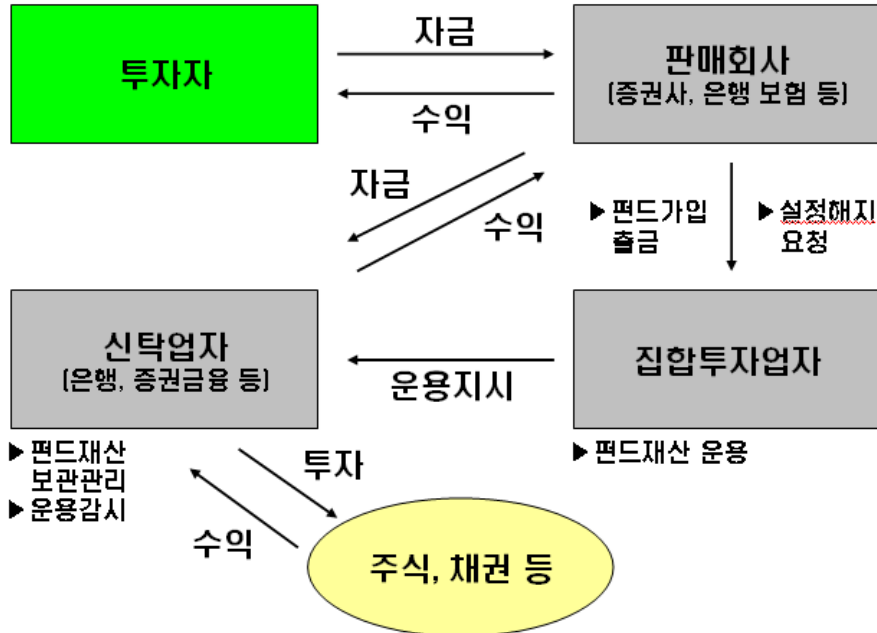 투자자
자금
수익
판매회사
(증권사, 은행 보험 등)
자금
수익
▶ 펀드가입
출금
▶ 설정해지
요청
신탁업자
(은행, 증권금융 등)
운용지시
집합투자업자
▶ 펀드재산
보관관리
▶ 운용감시
▶ 펀드재산 운용
투자
수익
주식, 채권 등